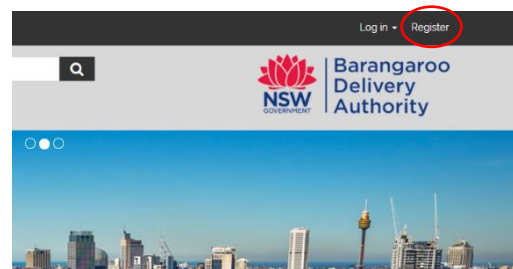 Log in Register
Barangaroo
Delivery
Authority
NSW
GOVERNMENT